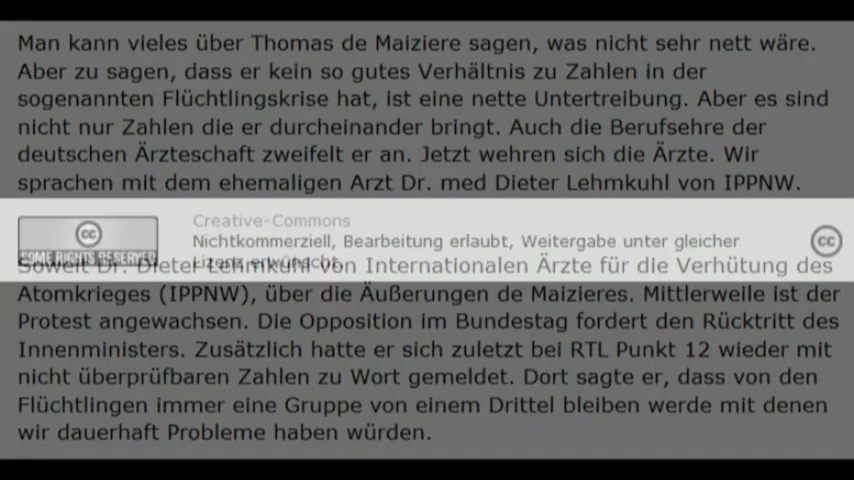 Man kann vieles über Thomas de Maiziere sagen, was nicht sehr nett wäre.
Aber zu sagen, dass er kein so gutes Verhältnis zu Zahlen in der
sogenannten Flüchtlingskrise hat, ist eine nette Untertreibung. Aber es sind
nicht nur Zahlen die er durcheinander bringt. Auch die Berufsehre der
deutschen Ärzteschaft zweifelt er an. Jetzt wehren sich die Ärzte. Wir
sprachen mit dem ehemaligen Arzt Dr. med Dieter Lehmkuhl von IPPNW.
cc
SOME RIGHTS RESERVED
Creative-Commons
Nichtkommerziell, Bearbeitung erlaubt, Weitergabe unter gleicher
Lizenz erwünscht.
cc
Soweit Dr. Dieter Lehmkuhl von Internationalen Ärzte für die Verhütung des
Atomkrieges (IPPNW), über die Äußerungen de Maizieres. Mittlerweile ist der
Protest angewachsen. Die Opposition im Bundestag fordert den Rücktritt des
Innenministers. Zusätzlich hatte er sich zuletzt bei RTL Punkt 12 wieder mit
nicht überprüfbaren Zahlen zu Wort gemeldet. Dort sagte er, dass von den
Flüchtlingen immer eine Gruppe von einem Drittel bleiben werde mit denen
wir dauerhaft Probleme haben würden.